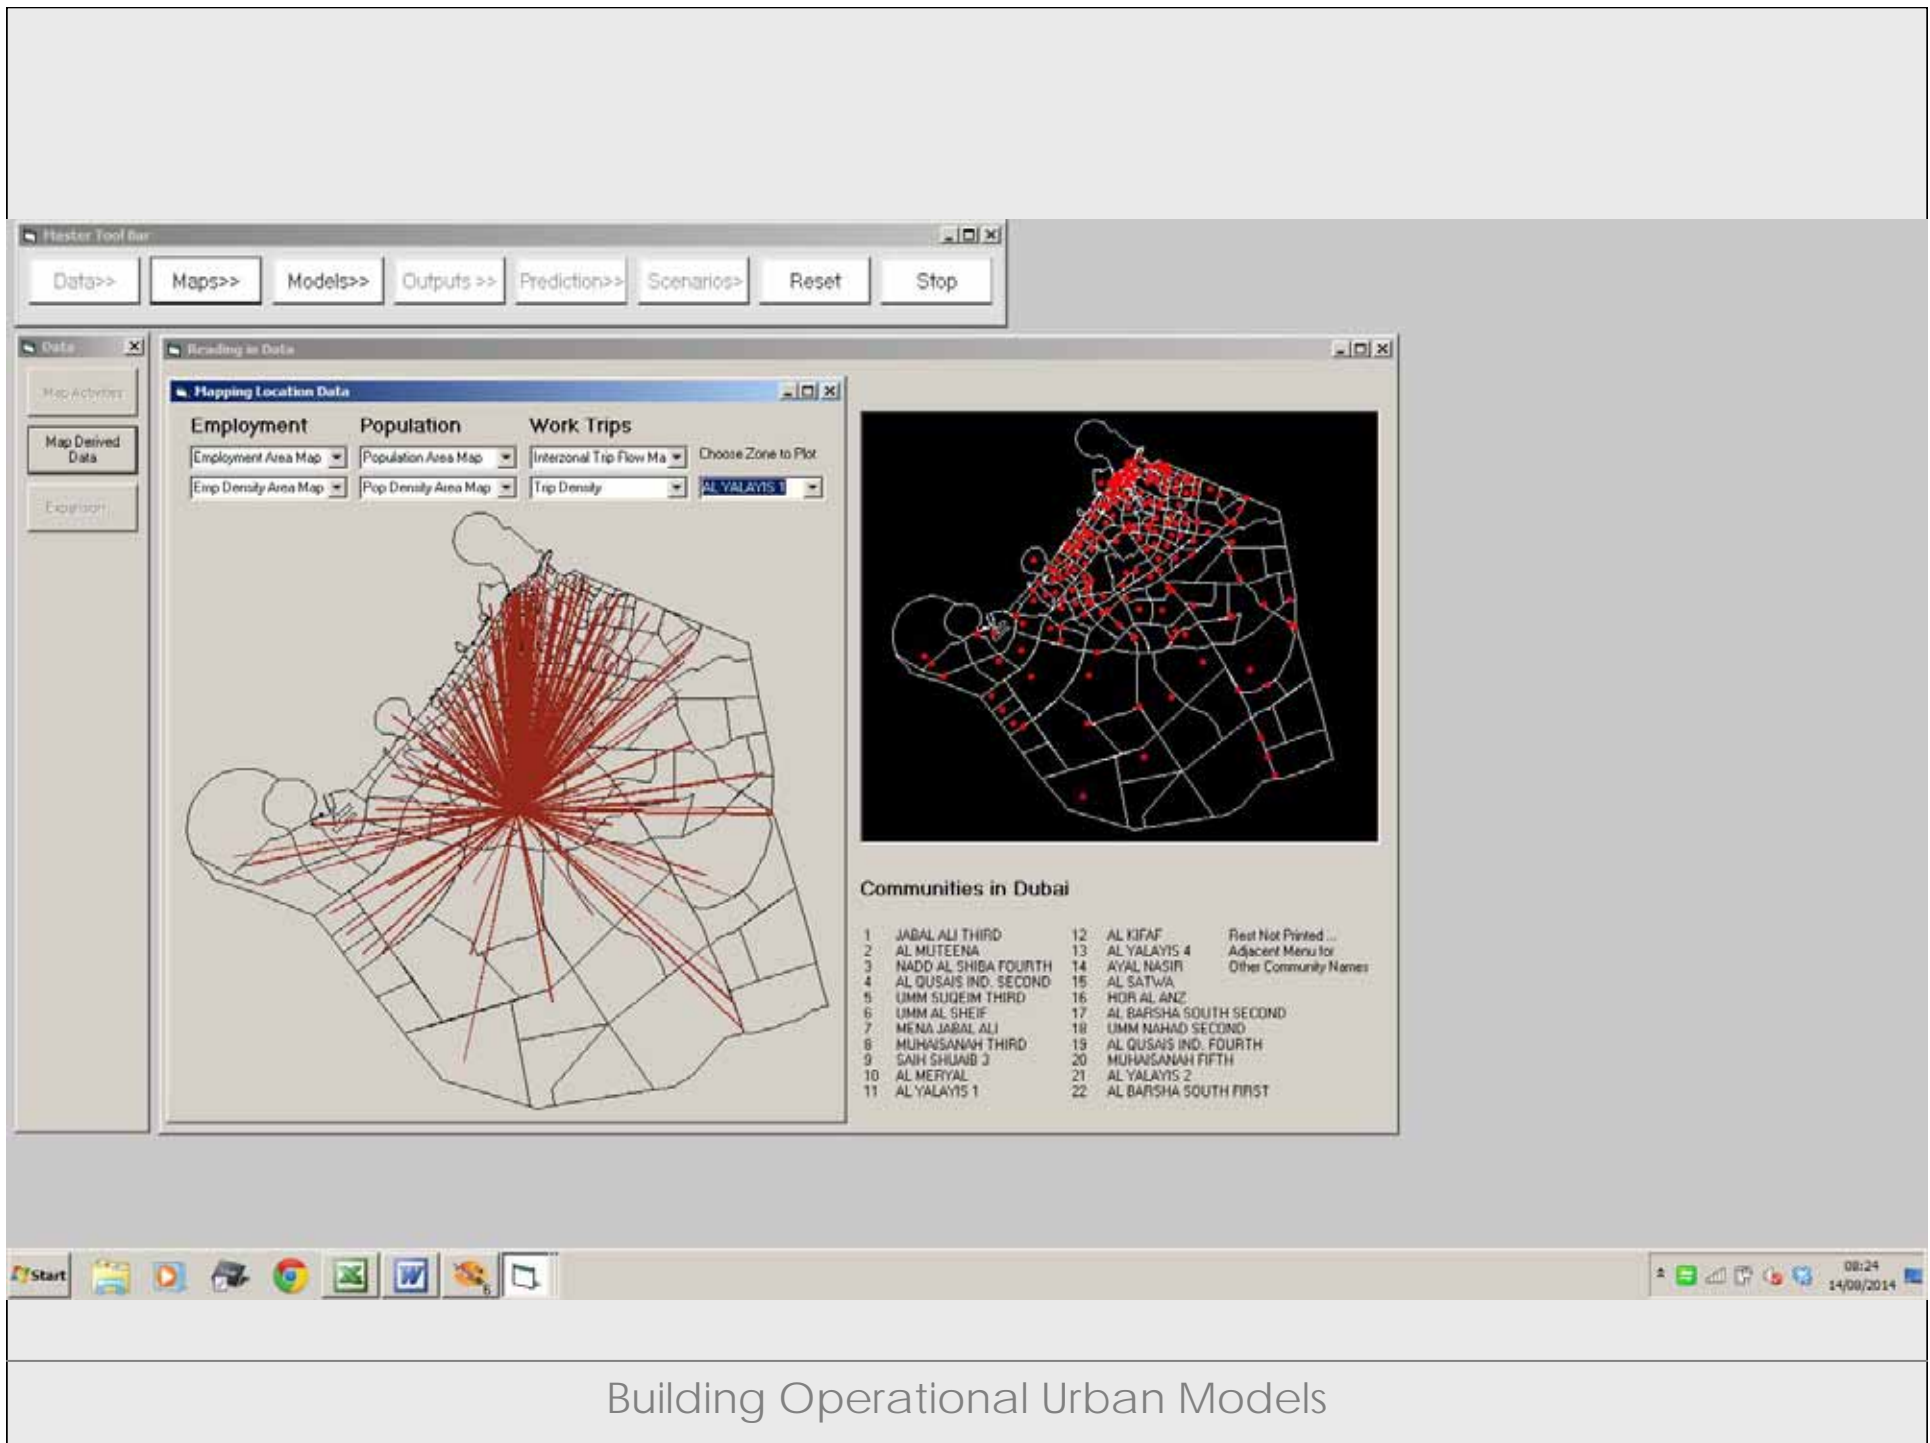 Master Tool Bar
Data>> Maps>> Models>> Outputs >> Prediction>> Scenarios> Reset Stop
Data
Reading in Data
Map Activities
Map Derived
Data
Mapping Location Data
Employment Population Work Trips
Employment Area Map Population Area Map Interzonal Trip Flow Ma Choose Zone to Plot
Emp Density Area Map Pop Density Area Map Trip Density AL YALAYIS 1
Communities in Dubai
1 JABAL ALI THIRD
2 AL MUTEENA
3 NADD AL SHIBA FOURTH
4 AL QUSAIS IND. SECOND
5 UMM SUQEIM THIRD
6 UMM AL SHEIF
7 MENA JABAL ALI
8 MUHAISANAH THIRD
9 SAIH SHUAIB 3
10 AL MERYAL
11 AL YALAYIS 1
12 AL KIFAF
13 AL YALAYIS 4
14 AYAL NASIR
15 AL SATWA
16 HOR AL ANZ
17 AL BARSHA SOUTH SECOND
18 UMM NAHAD SECOND
19 AL QUSAIS IND. FOURTH
20 MUHAISANAH FIFTH
21 AL YALAYIS 2
22 AL BARSHA SOUTH FIRST
Rest Not Printed ...
Adjacent Menu for
Other Community Names
Start
6
08:24
14/08/2014
Building Operational Urban Models